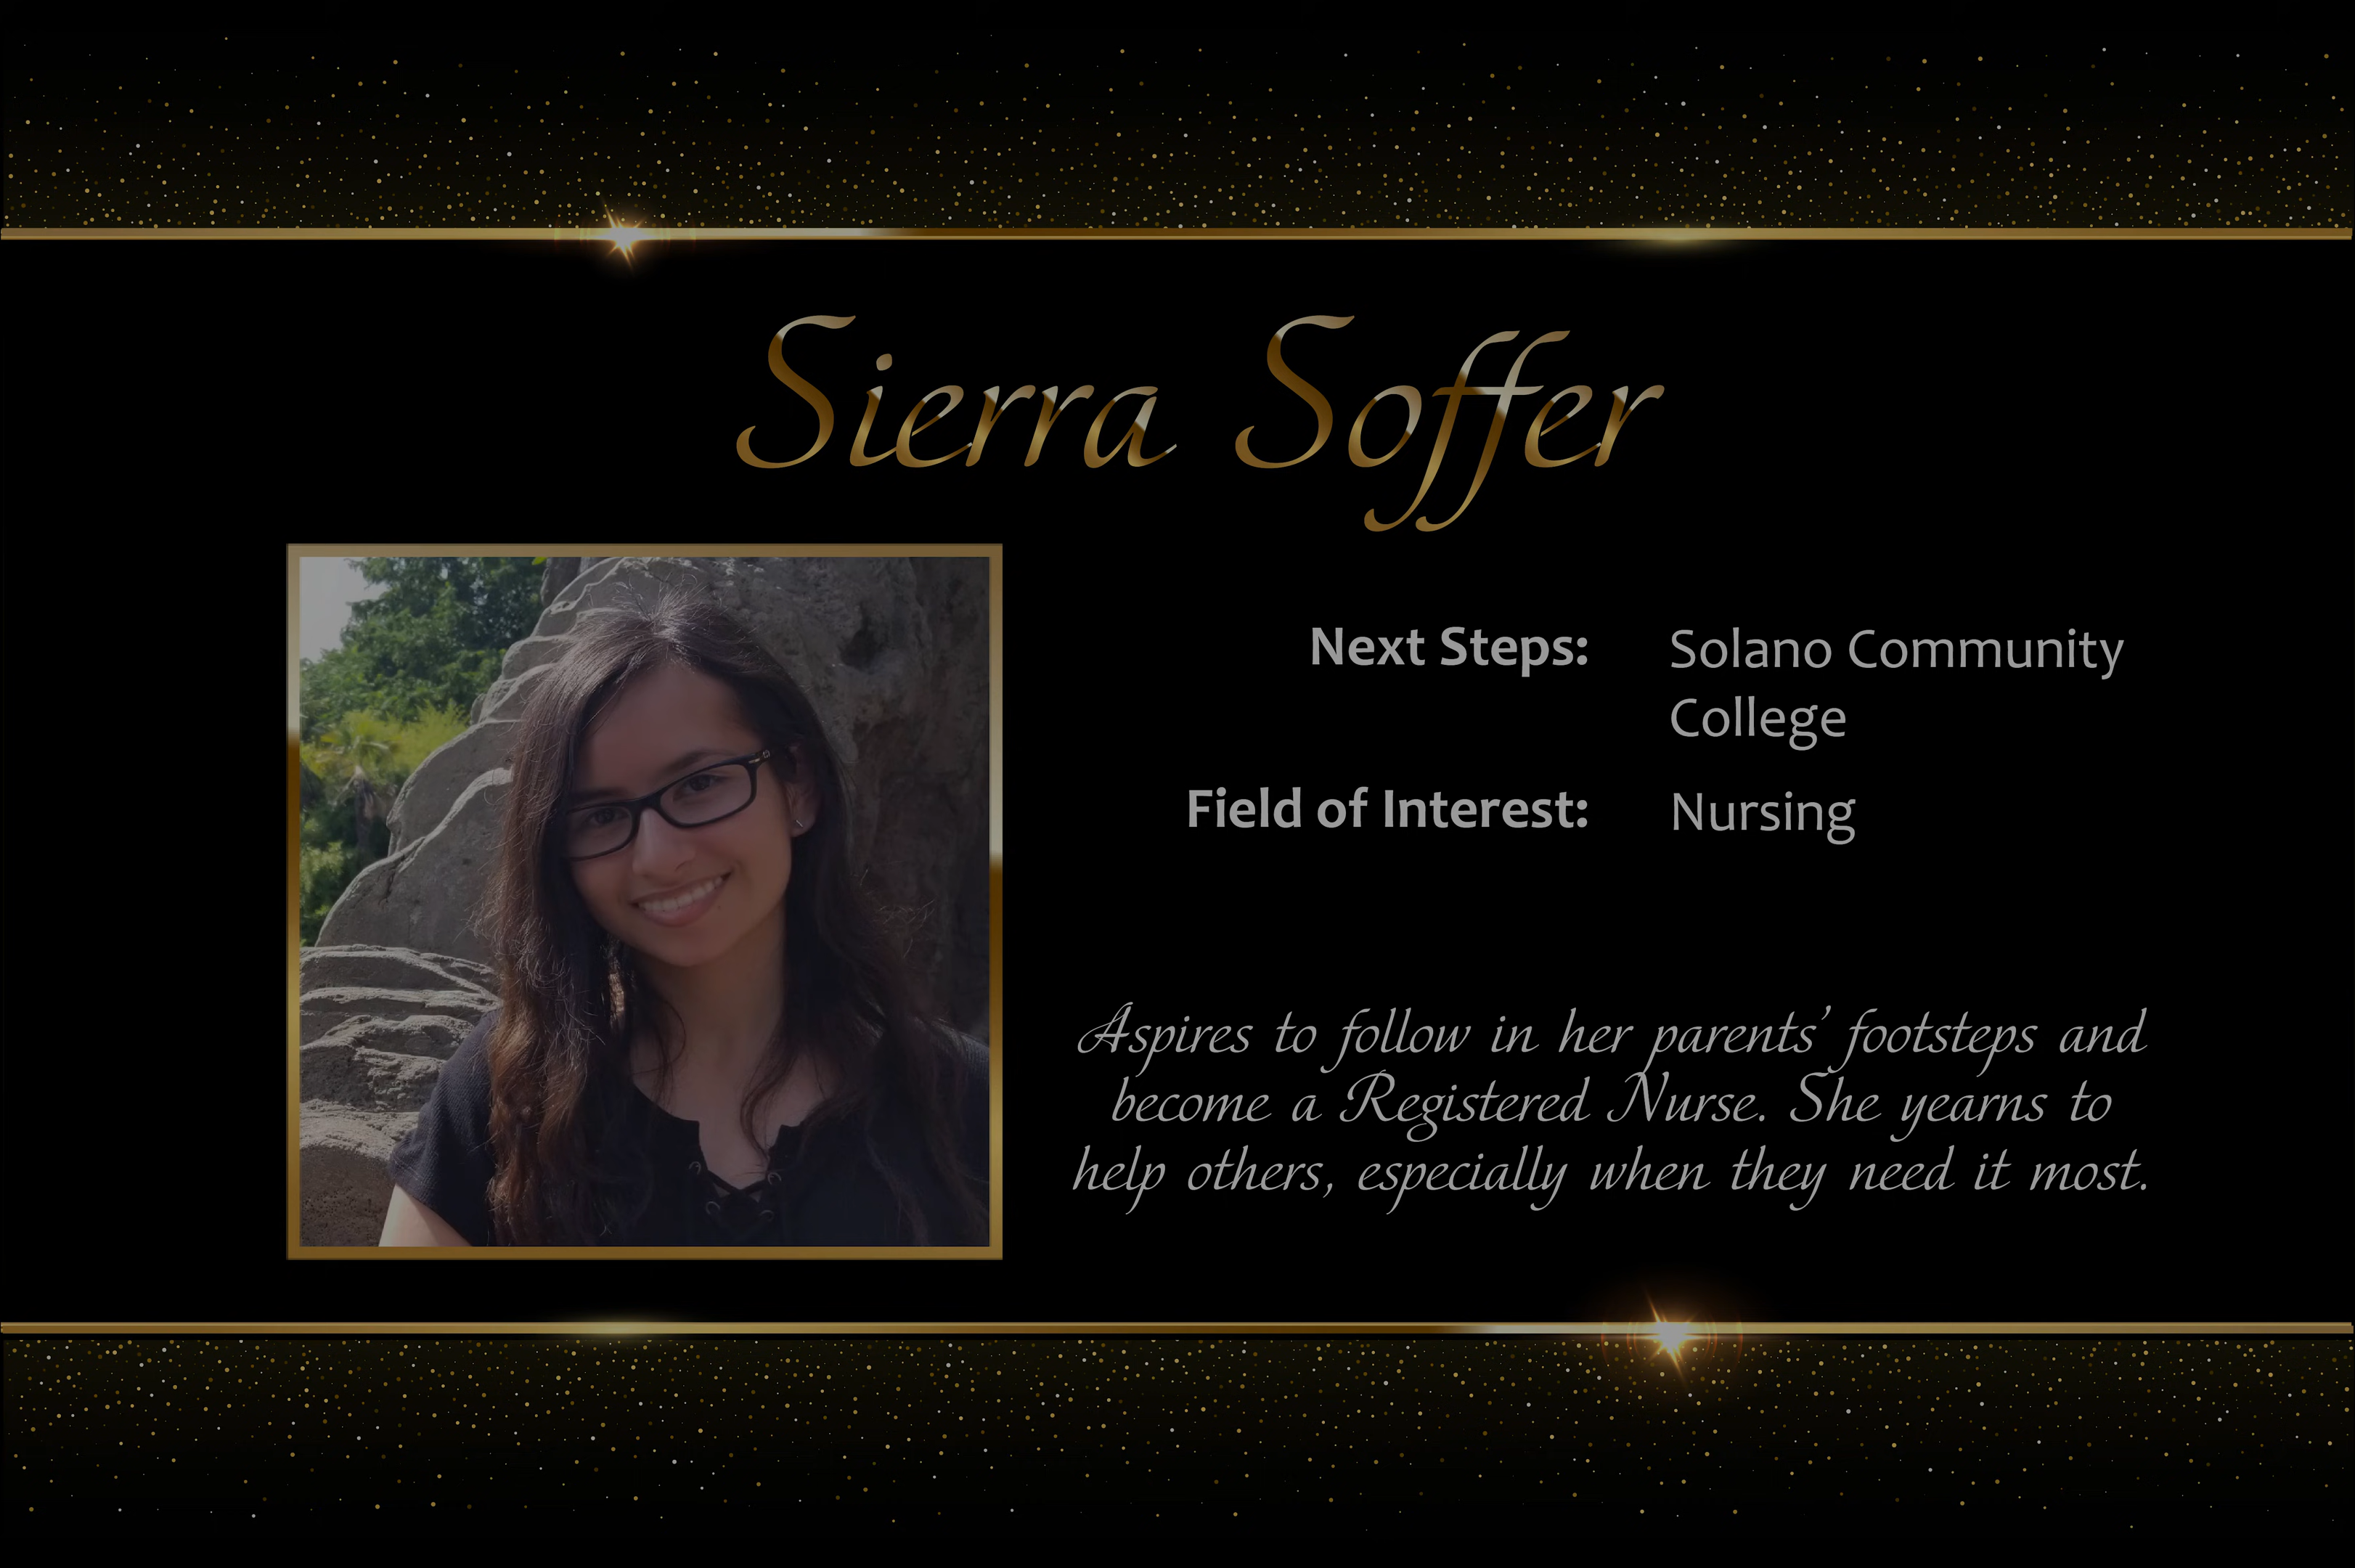 Sierra Soffer
Next Steps: Solano Community
College
Field of Interest: Nursing
Aspires to follow in her parents’ footsteps and
become a Registered Nurse. She yearns to
help others, especially when they need it most.